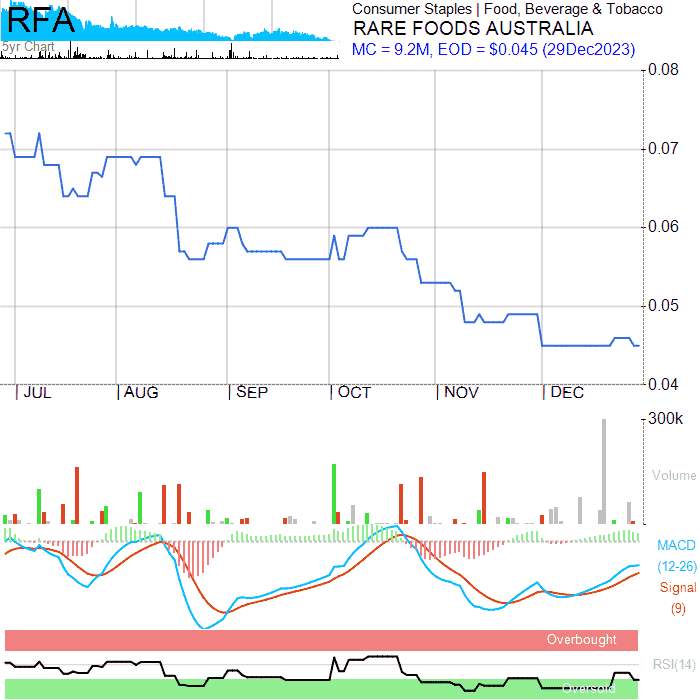 RFA
5yr Chart
Consumer Staples | Food, Beverage & Tobacco
RARE FOODS AUSTRALIA
MC = 9.2M, EOD = $0.045 (29Dec2023)
0.08
0.07
0.06
0.05
0.04
JUL AUG SEP OCT NOV DEC
300k
Volume
MACD
(12-26)
Signal
(9)
Overbought
RSI(14)
Oversold